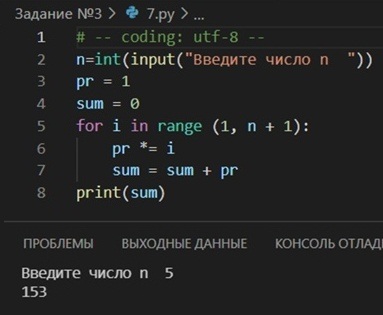 Задание №3 > 7.py > ...
1 # -- coding: utf-8 --
2 n=int(input("Введите число n  "))
3 pr = 1
4 sum = 0
5 for i in range (1, n + 1):
6     pr *= i
7     sum = sum + pr
8 print(sum)
ПРОБЛЕМЫ ВЫХОДНЫЕ ДАННЫЕ КОНСОЛЬ ОТЛАД
Введите число n  5
153